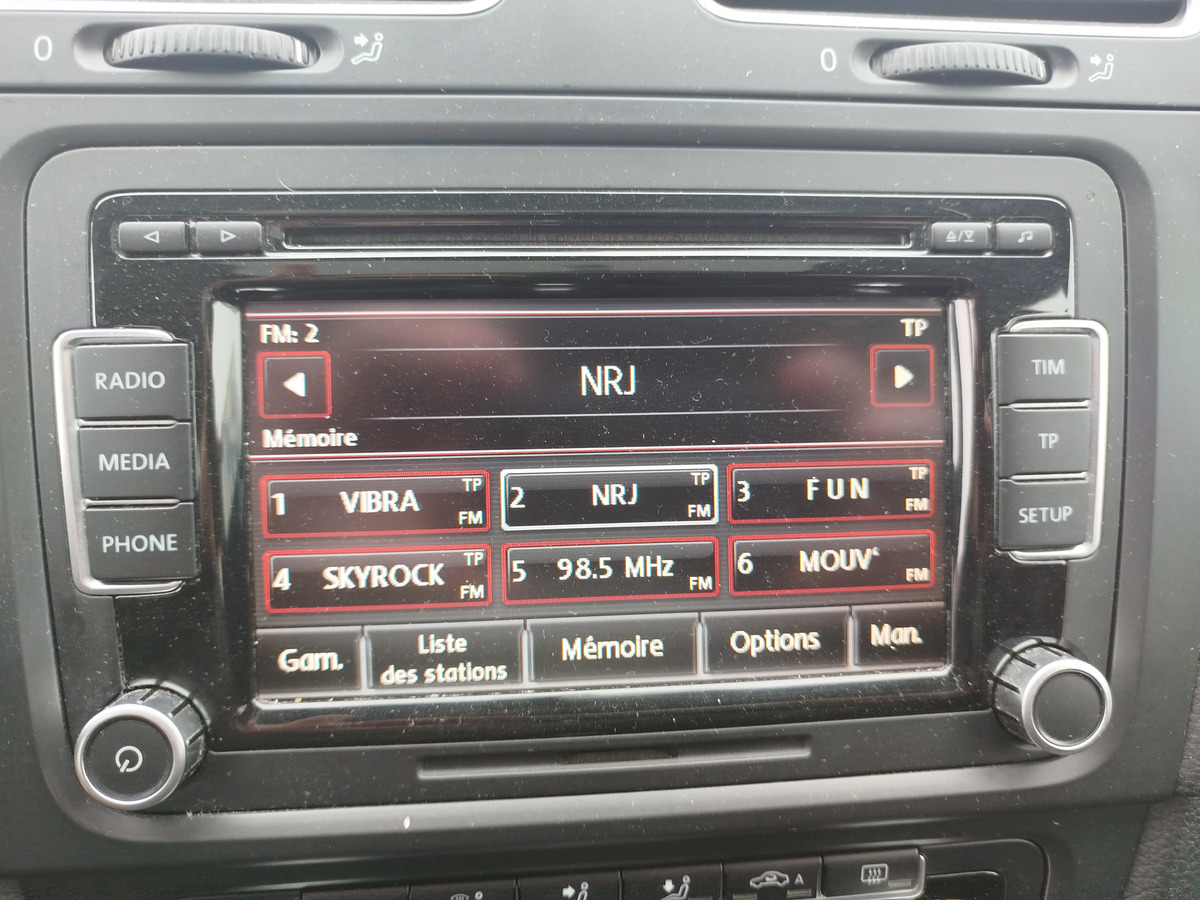 0
0
FM: 2
TP
NRJ
Mémoire
RADIO
MEDIA
PHONE
TIM
TP
SETUP
1 VIBRA TP FM
2 NRJ TP FM
3 FUN TP FM
4 SKYROCK TP FM
5 98.5 MHz FM
6 MOUV' FM
Gam.
Liste
des stations
Mémoire
Options
Man.
A